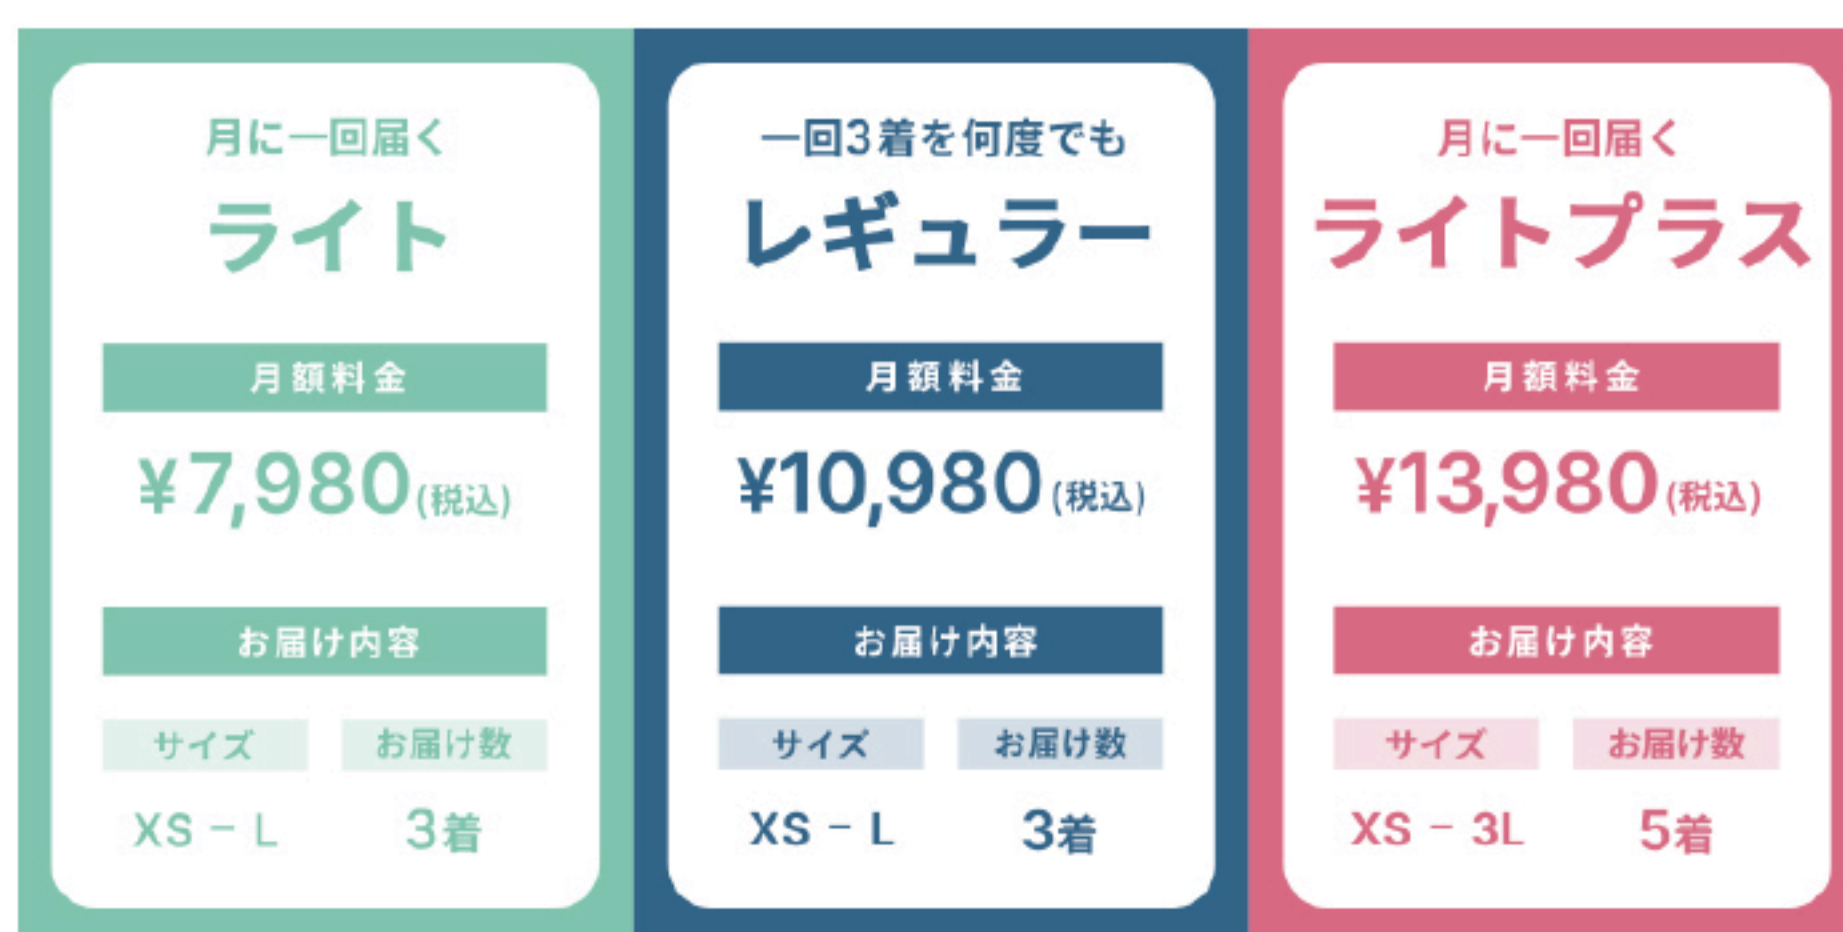 月に一回届く
ライト
月額料金
¥7,980(税込)
お届け内容
サイズ お届け数
XS − L 3着
一回3着を何度でも
レギュラー
月額料金
¥10,980(税込)
お届け内容
サイズ お届け数
XS − L 3着
月に一回届く
ライトプラス
月額料金
¥13,980(税込)
お届け内容
サイズ お届け数
XS − 3L 5着